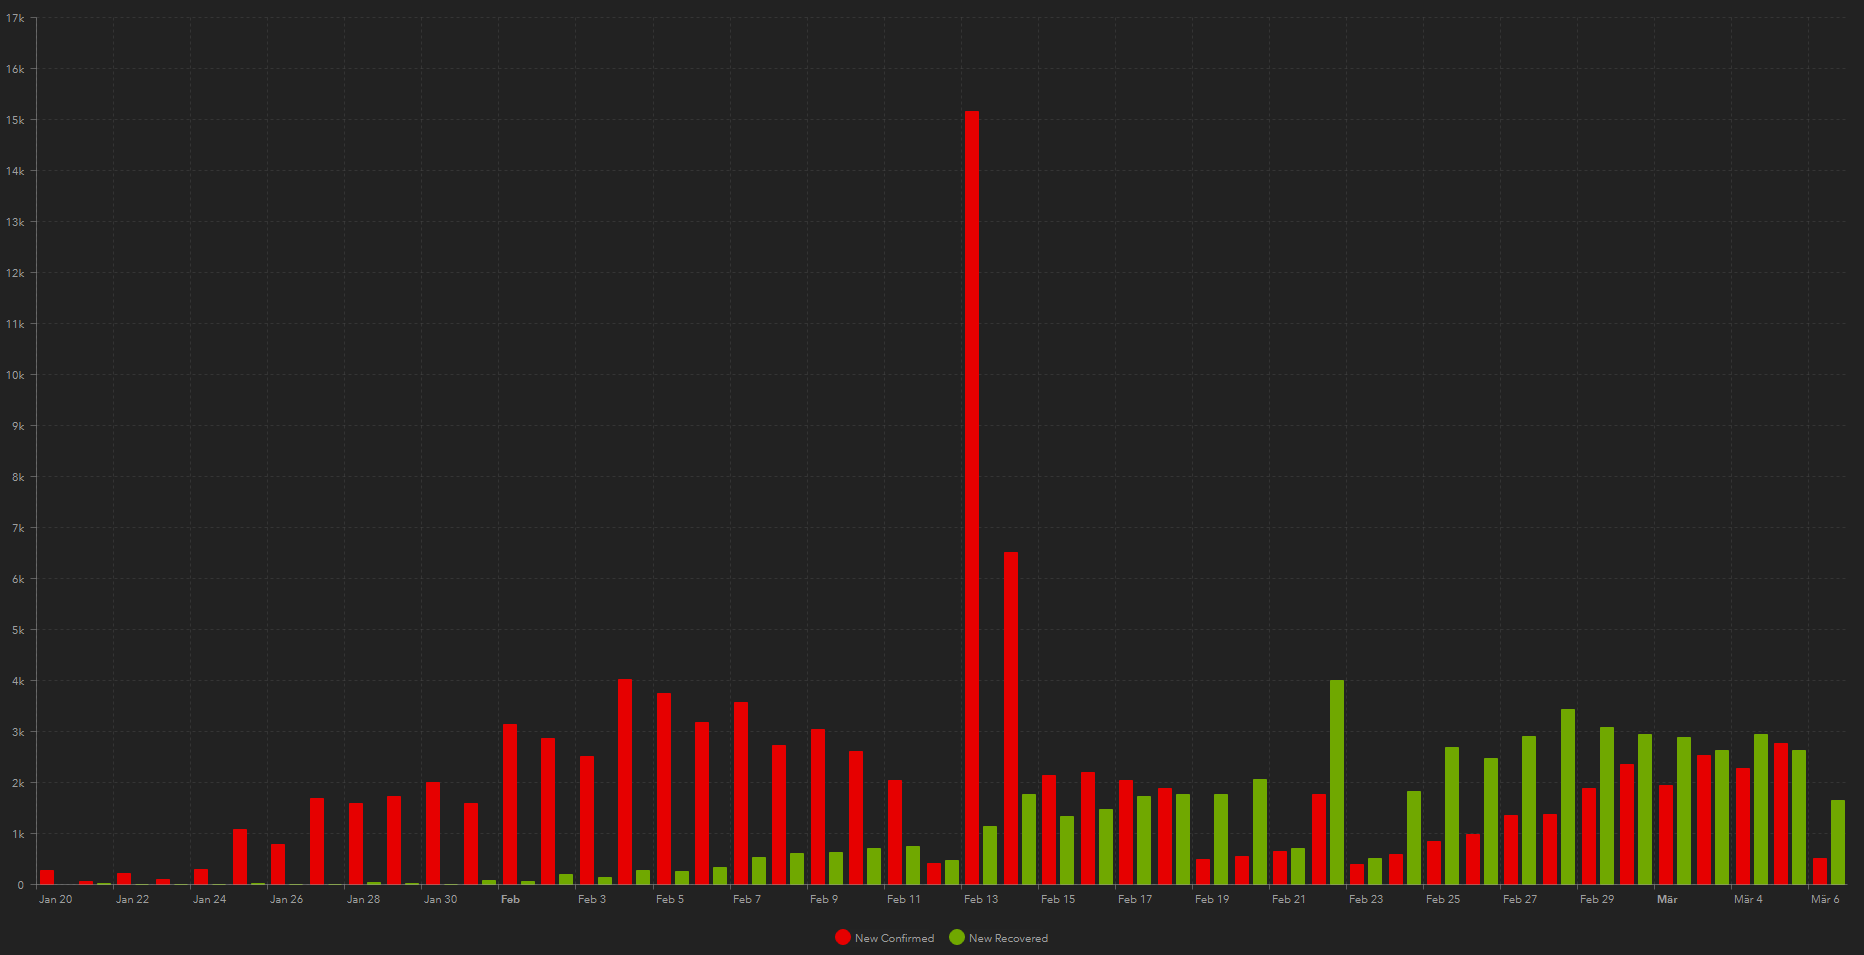 17k
16k
15k
14k
13k
12k
11k
10k
9k
8k
7k
6k
5k
4k
3k
2k
1k
0
Jan 20 Jan 22 Jan 24 Jan 26 Jan 28 Jan 30 Feb Feb 3 Feb 5 Feb 7 Feb 9 Feb 11 Feb 13 Feb 15 Feb 17 Feb 19 Feb 21 Feb 23 Feb 25 Feb 27 Feb 29 Mär Mär 4 Mär 6
New Confirmed New Recovered